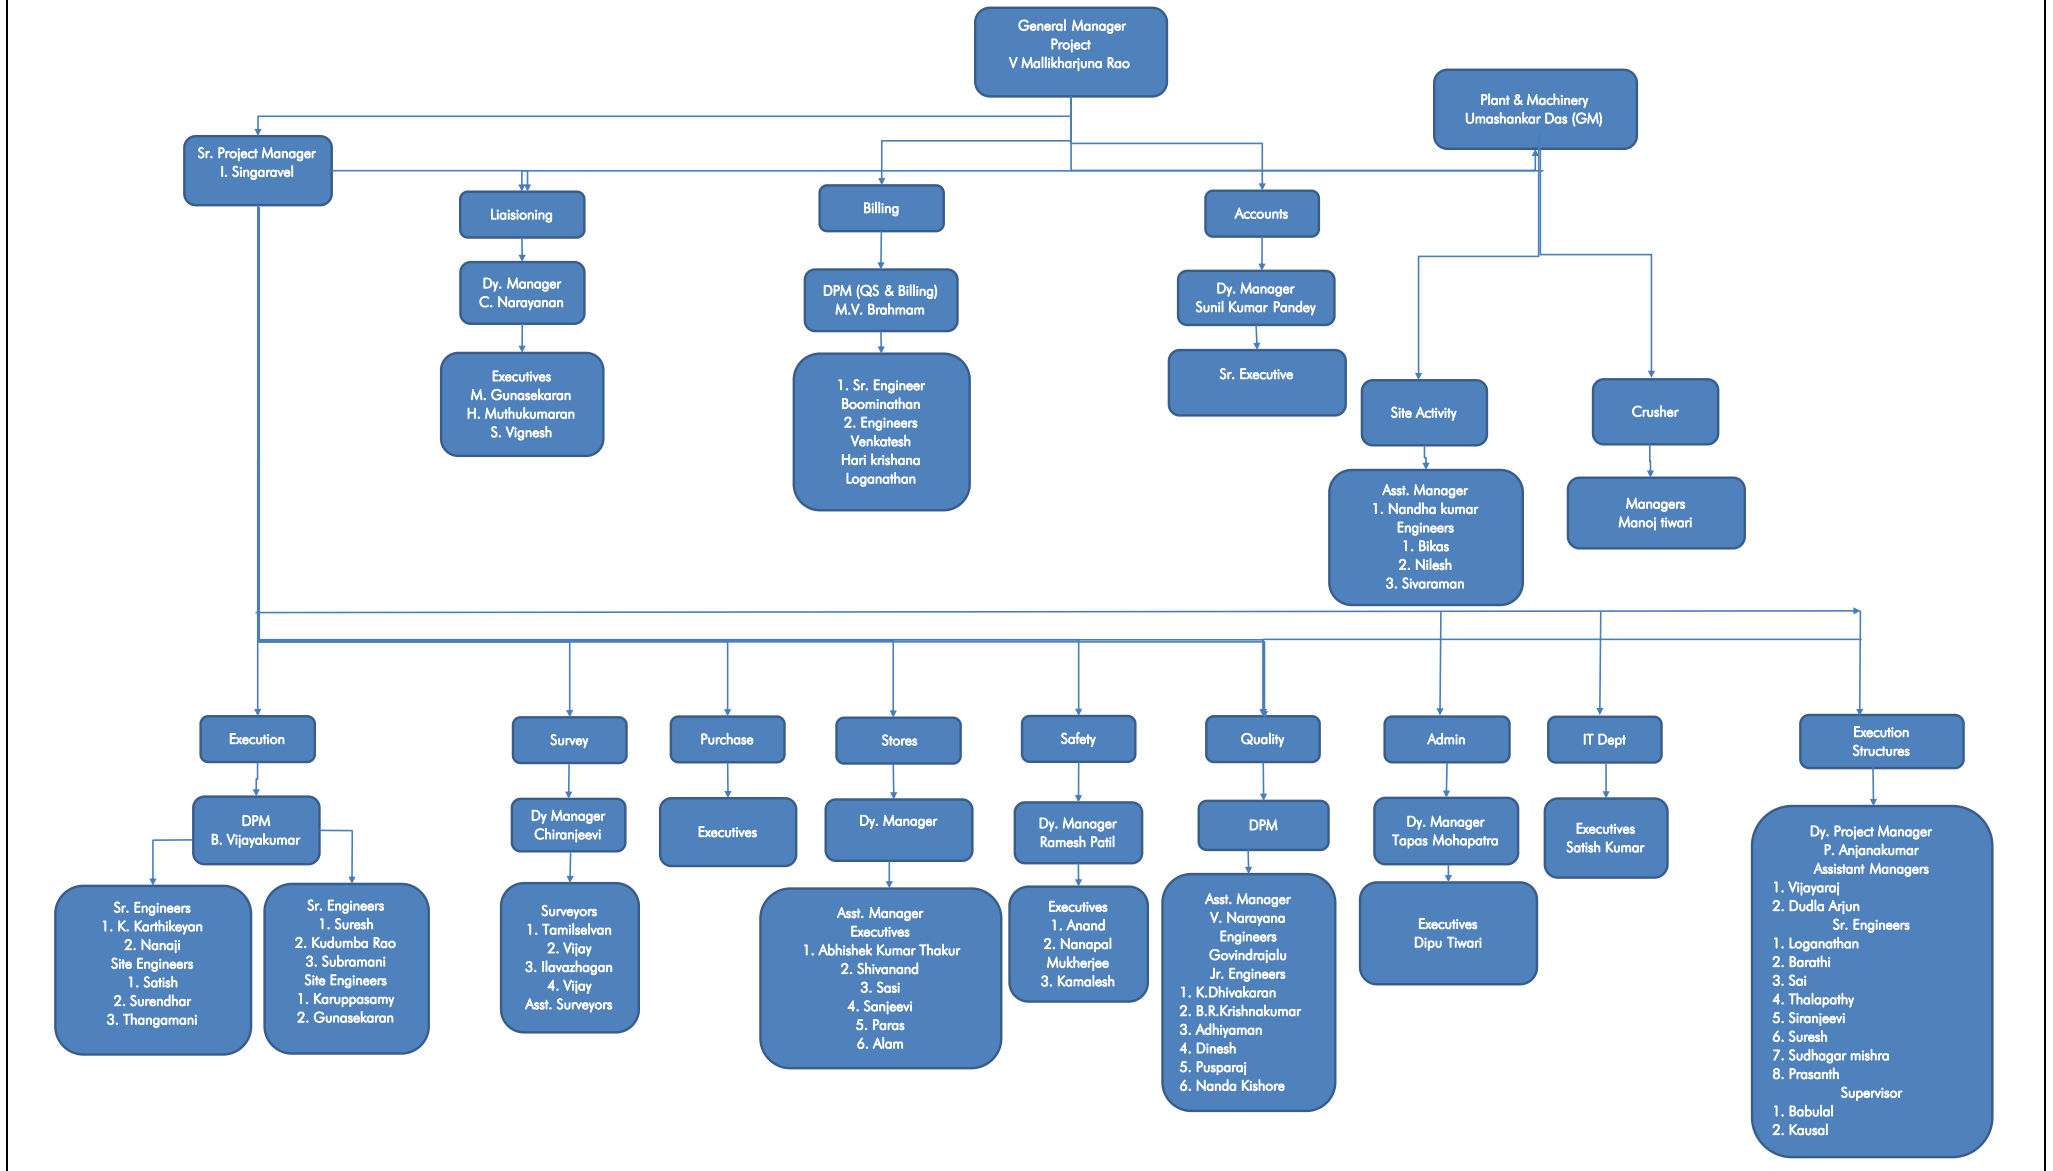 General Manager
Project
V Mallikharjuna Rao
Plant & Machinery
Umashankar Das (GM)
Sr. Project Manager
I. Singaravel
Liaisioning
Billing
Accounts
Dy. Manager
C. Narayanan
DPM (QS & Billing)
M.V. Brahmam
Dy. Manager
Sunil Kumar Pandey
Executives
M. Gunasekaran
H. Muthukumaran
S. Vignesh
1. Sr. Engineer
Boominathan
2. Engineers
Venkatesh
Hari krishana
Loganathan
Sr. Executive
Site Activity
Crusher
Asst. Manager
1. Nandha kumar
Engineers
1. Bikas
2. Nilesh
3. Sivaraman
Managers
Manoj tiwari
Execution
Survey
Purchase
Stores
Safety
Quality
Admin
IT Dept
Execution
Structures
DPM
B. Vijayakumar
Dy Manager
Chiranjeevi
Executives
Dy. Manager
Dy. Manager
Ramesh Patil
DPM
Dy. Manager
Tapas Mohapatra
Executives
Satish Kumar
Sr. Engineers
1. K. Karthikeyan
2. Nanaji
Site Engineers
1. Satish
2. Surendhar
3. Thangamani
Sr. Engineers
1. Suresh
2. Kudumba Rao
3. Subramani
Site Engineers
1. Karuppasamy
2. Gunasekaran
Surveyors
1. Tamilselvan
2. Vijay
3. Ilavazhagan
4. Vijay
Asst. Surveyors
Asst. Manager
Executives
1. Abhishek Kumar Thakur
2. Shivanand
3. Sasi
4. Sanjeevi
5. Paras
6. Alam
Executives
1. Anand
2. Nanapal
Mukherjee
3. Kamalesh
Asst. Manager
V. Narayana
Engineers
Govindrajalu
Jr. Engineers
1. K.Dhivakaran
2. B.R.Krishnakumar
3. Adhiyaman
4. Dinesh
5. Pusparaj
6. Nanda Kishore
Executives
Dipu Tiwari
Dy. Project Manager
P. Anjanakumar
Assistant Managers
1. Vijayaraj
2. Dudla Arjun
Sr. Engineers
1. Loganathan
2. Barathi
3. Sai
4. Thalapathy
5. Siranjeevi
6. Suresh
7. Sudhagar mishra
8. Prasanth
Supervisor
1. Babulal
2. Kausal